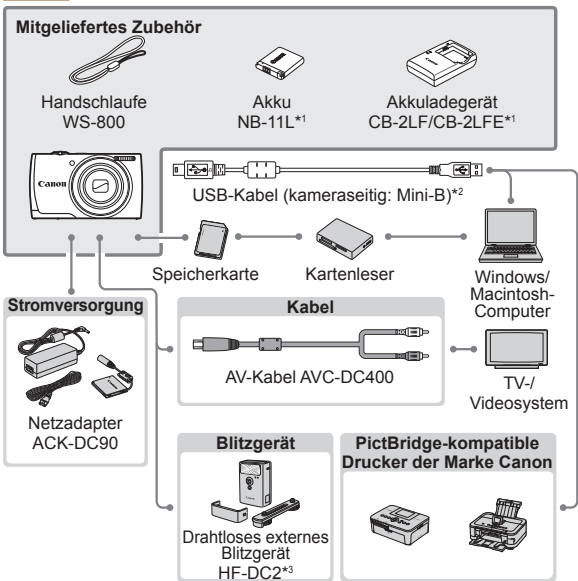 Mitgeliefertes Zubehör
Handschlaufe
WS-800
Akku
NB-11L*1
Akkuladegerät
CB-2LF/CB-2LFE*1
Canon
USB-Kabel (kameraseitig: Mini-B)*2
Speicherkarte
Kartenleser
Windows/
Macintosh-
Computer
Stromversorgung
Netzadapter
ACK-DC90
Kabel
AV-Kabel AVC-DC400
TV-/
Videosystem
Blitzgerät
Drahtloses externes
Blitzgerät
HF-DC2*3
PictBridge-kompatible
Drucker der Marke Canon